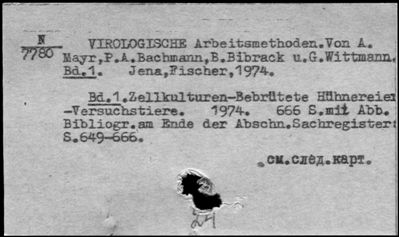 N
7780
VIROLOGISCHE Arbeitsmethoden.Von A.
Mayr,P.A.Bachmann,B.Bibrack u.G.Wittmann.
Bd.1. Jena,Fischer,1974.
Bd.1.Zellkulturen-Bebrütete Hühnereier
-Versuchstiere. 1974. 666 S.mit Abb.
Bibliogr.am Ende der Abschn.Sachregister:
S.649-666.
.см.след.карт.
24